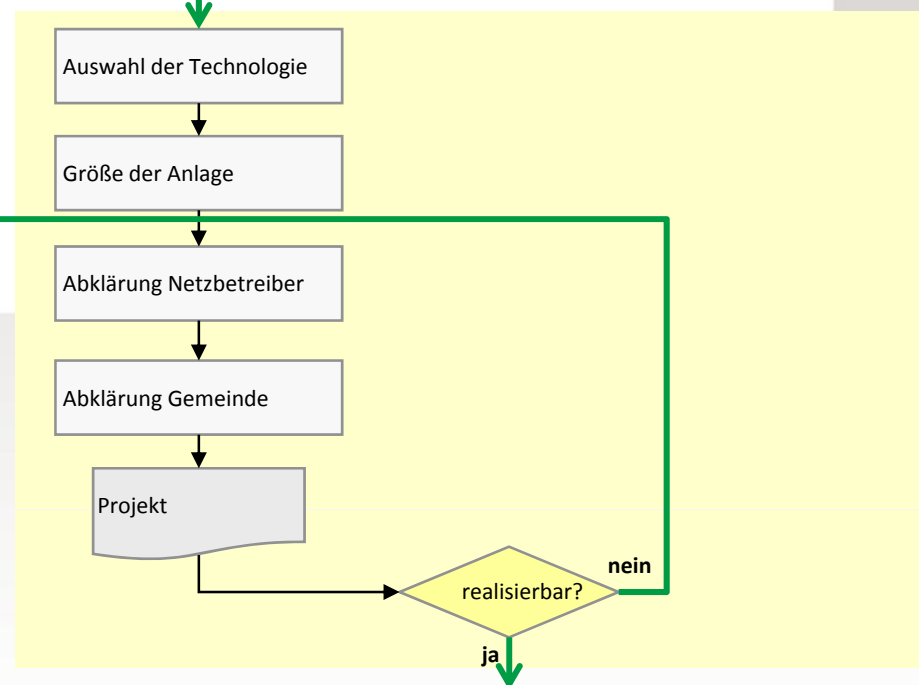 Auswahl der Technologie
Größe der Anlage
Abklärung Netzbetreiber
Abklärung Gemeinde
Projekt
nein
realisierbar?
ja